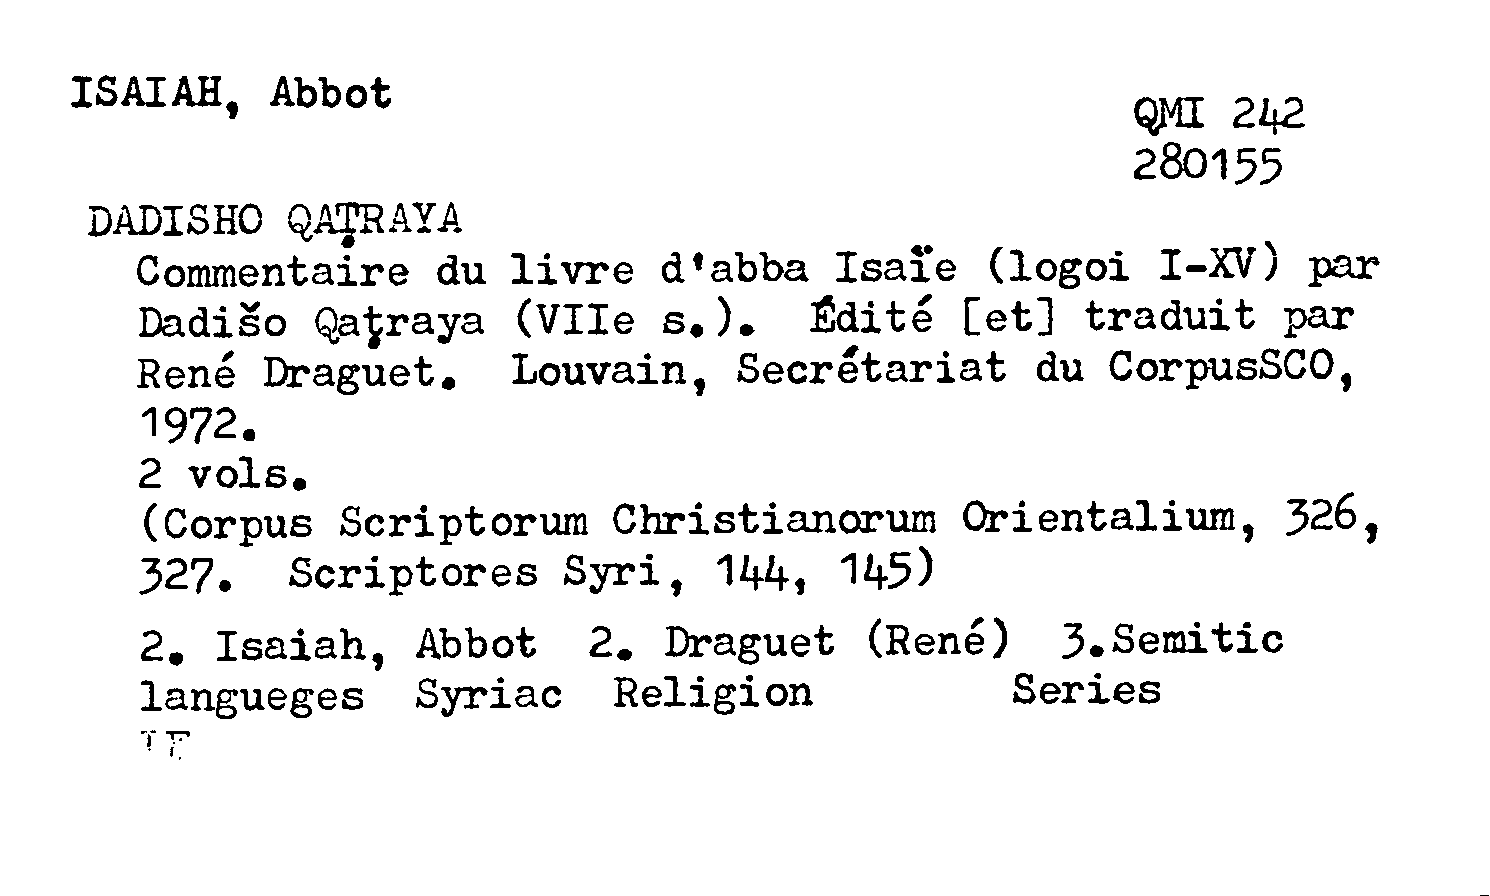 ISAIAH, Abbot
QMI 242
280155
DADISHO QAṬRAYA
Commentaire du livre d'abba Isaïe (logoi I-XV) par
Dadišo Qaṭraya (VIIe s.). Édité [et] traduit par
René Draguet. Louvain, Secrétariat du CorpusSCO,
1972.
2 vols.
(Corpus Scriptorum Christianorum Orientalium, 326,
327. Scriptores Syri, 144, 145)
2. Isaiah, Abbot 2. Draguet (René) 3.Semitic
langueges Syriac Religion Series